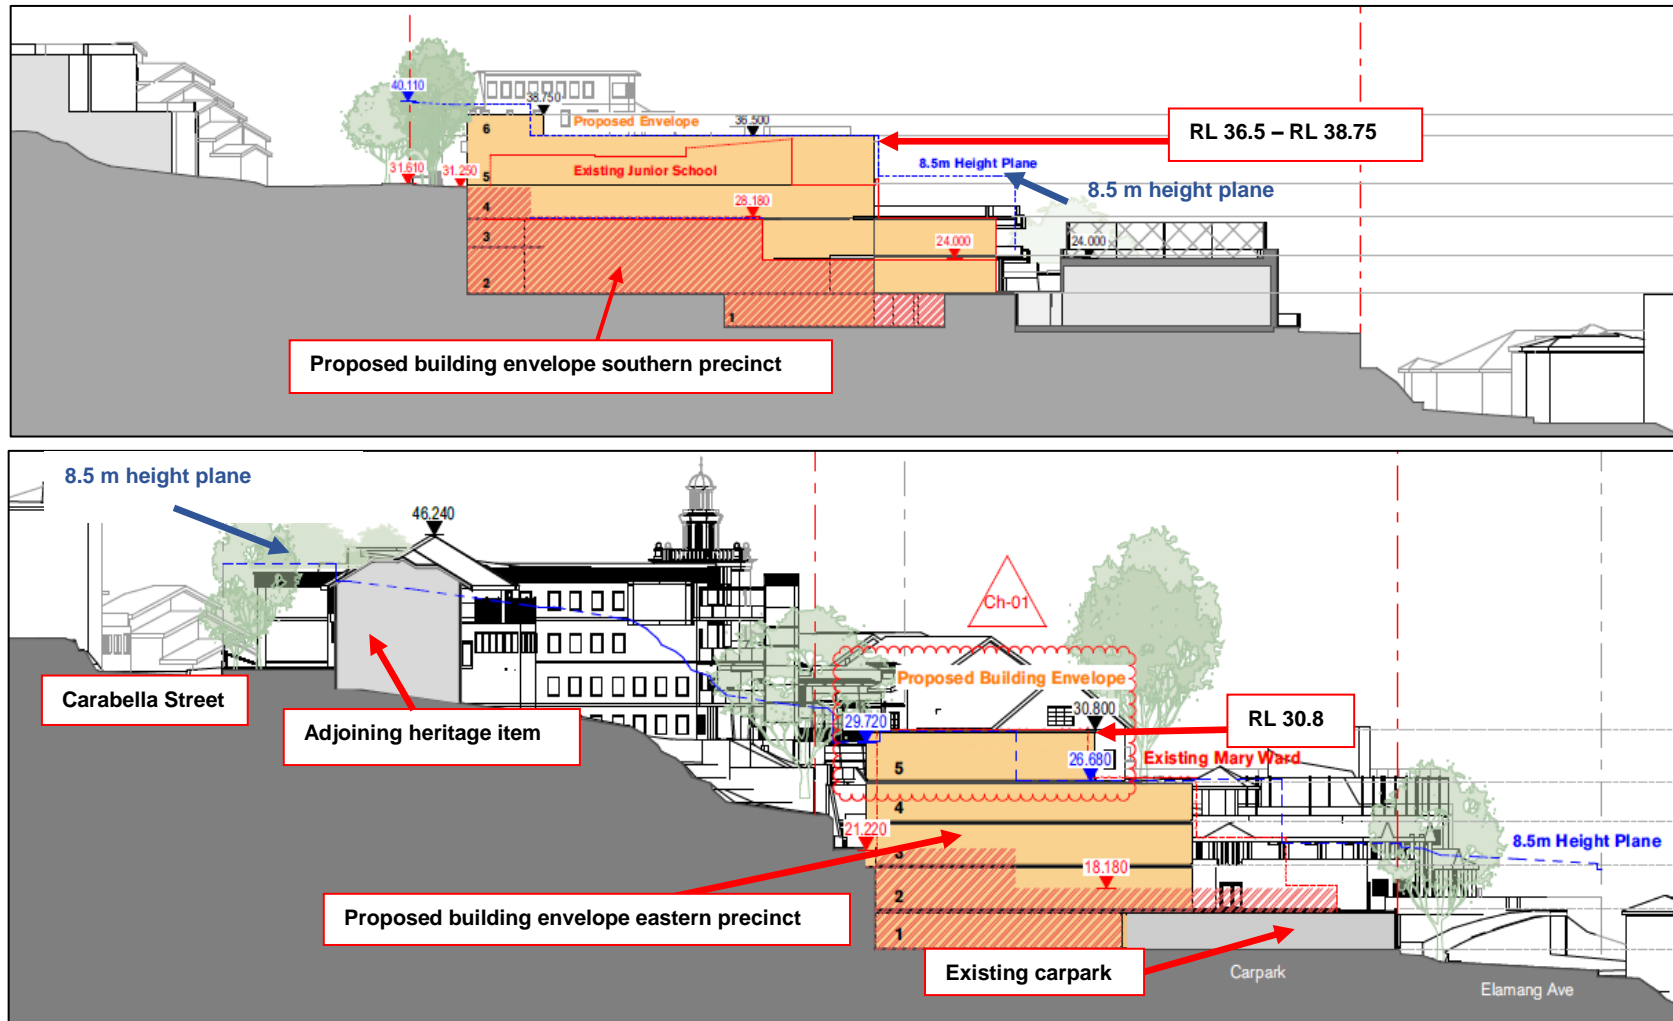 40.110
38.750
6
Proposed Envelope
36.500
RL 36.5 – RL 38.75
31.610
31.250
5
Existing Junior School
8.5m Height Plane
8.5 m height plane
4
28.180
3
24.000
24.000
2
1
Proposed building envelope southern precinct
8.5 m height plane
46.240
Ch-01
Proposed Building Envelope
Carabella Street
Adjoining heritage item
29.720
30.800
RL 30.8
5
26.680
Existing Mary Ward
4
21.220
3
8.5m Height Plane
18.180
2
Proposed building envelope eastern precinct
1
Existing carpark
Carpark
Elamang Ave